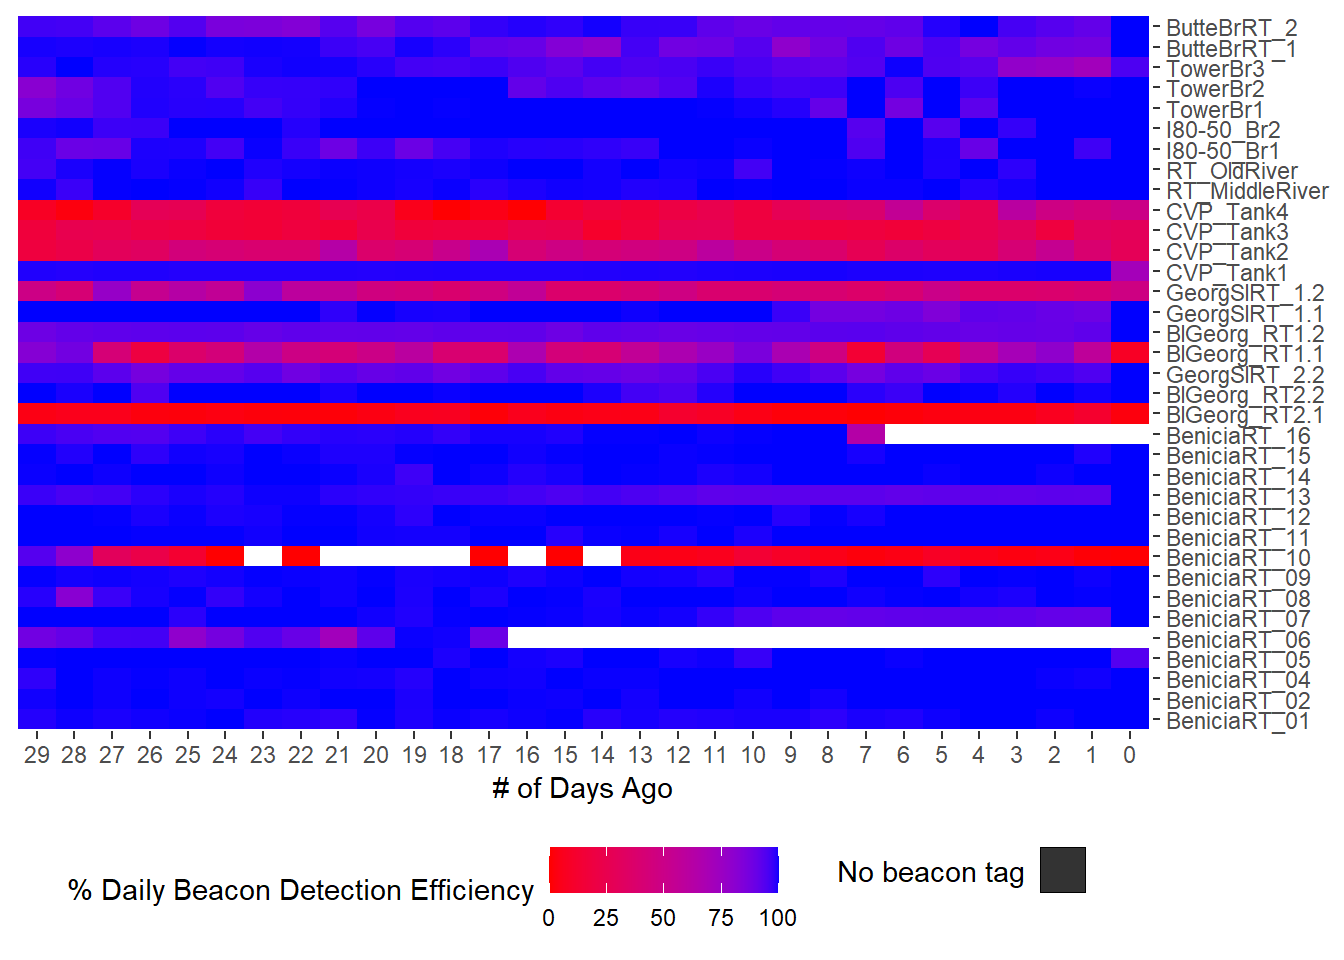 ButteBrRT_2
ButteBrRT_1
TowerBr3
TowerBr2
TowerBr1
I80-50_Br2
I80-50_Br1
RT_OldRiver
RT_MiddleRiver
CVP_Tank4
CVP_Tank3
CVP_Tank2
CVP_Tank1
GeorgSlRT_1.2
GeorgSlRT_1.1
BlGeorg_RT1.2
BlGeorg_RT1.1
GeorgSlRT_2.2
BlGeorg_RT2.2
BlGeorg_RT2.1
BeniciaRT_16
BeniciaRT_15
BeniciaRT_14
BeniciaRT_13
BeniciaRT_12
BeniciaRT_11
BeniciaRT_10
BeniciaRT_09
BeniciaRT_08
BeniciaRT_07
BeniciaRT_06
BeniciaRT_05
BeniciaRT_04
BeniciaRT_02
BeniciaRT_01
29 28 27 26 25 24 23 22 21 20 19 18 17 16 15 14 13 12 11 10 9 8 7 6 5 4 3 2 1 0
# of Days Ago
% Daily Beacon Detection Efficiency
0 25 50 75 100
No beacon tag